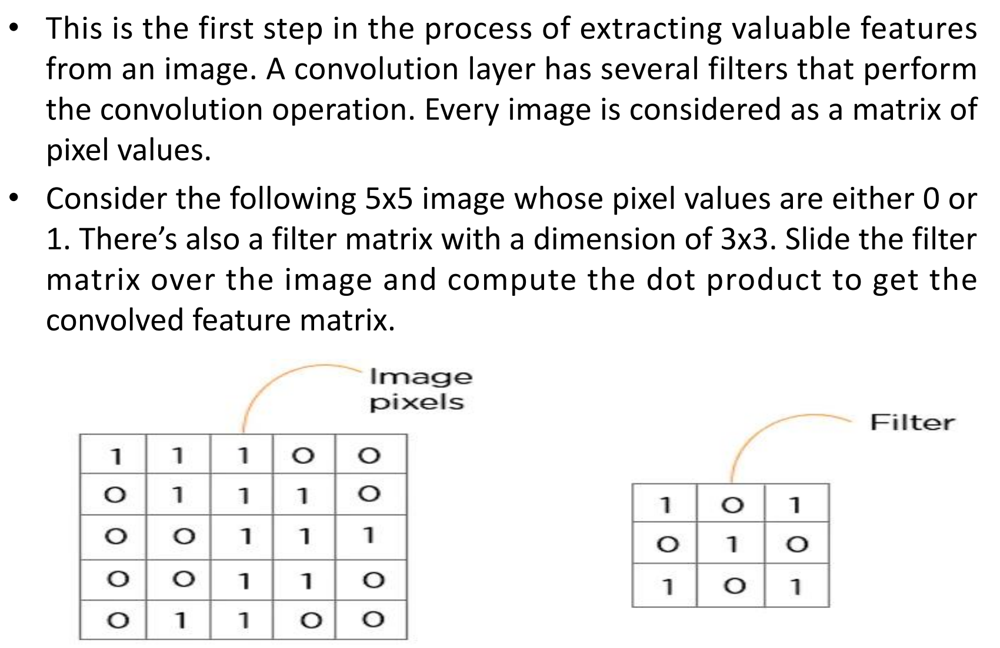 • This is the first step in the process of extracting valuable features
from an image. A convolution layer has several filters that perform
the convolution operation. Every image is considered as a matrix of
pixel values.
• Consider the following 5x5 image whose pixel values are either 0 or
1. There’s also a filter matrix with a dimension of 3x3. Slide the filter
matrix over the image and compute the dot product to get the
convolved feature matrix.
Image
pixels
1 1 1 0 0
0 1 1 1 0
0 0 1 1 1
0 0 1 1 0
0 1 1 0 0
Filter
1 0 1
0 1 0
1 0 1